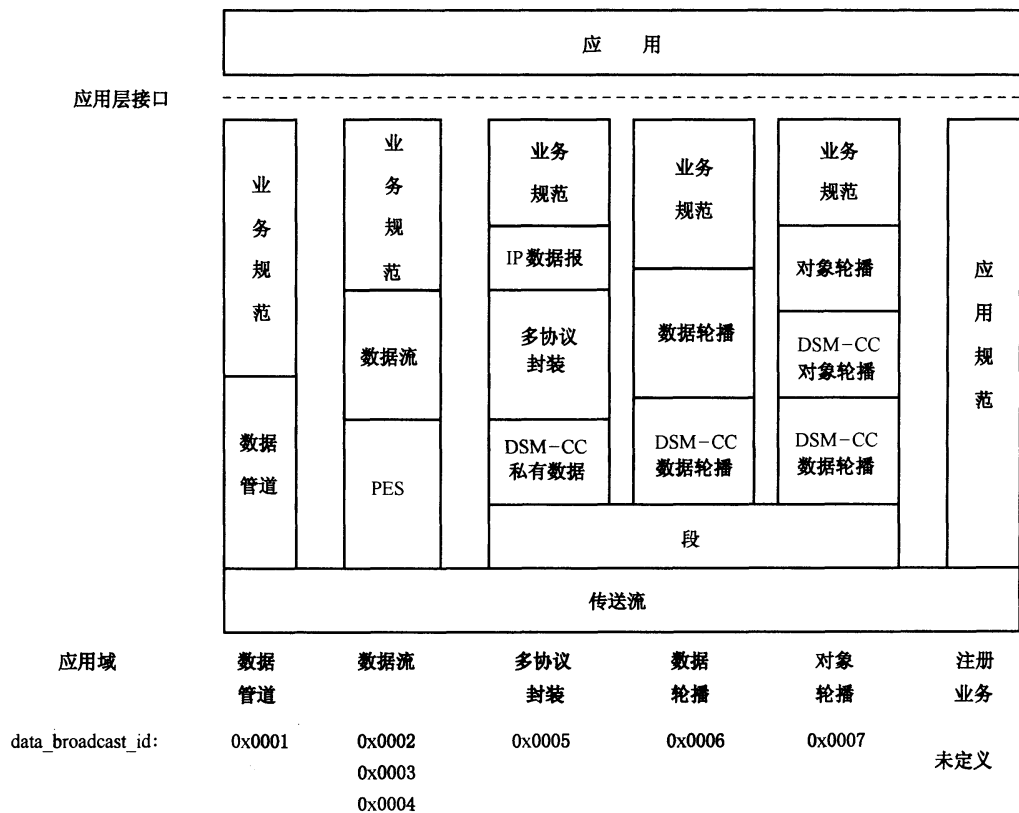 应 用
应用层接口
业务规范
数据
管道
业务规范
数据流
PES
业务
规范
IP数据报
多协议
封装
DSM-CC
私有数据
业务
规范
数据轮播
DSM-CC
数据轮播
业务
规范
对象轮播
DSM-CC
对象轮播
DSM-CC
数据轮播
应用规范
段
传送流
应用域
数据
管道
数据流
多协议
封装
数据
轮播
对象
轮播
注册
业务
data_broadcast_id:
0x0001
0x0002
0x0003
0x0004
0x0005
0x0006
0x0007
未定义